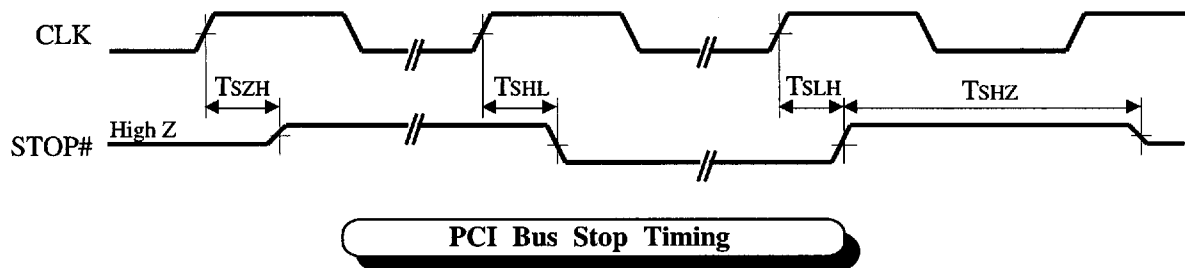 CLK
TSZH TSHL TSLH TSHZ
High Z
STOP#
PCI Bus Stop Timing